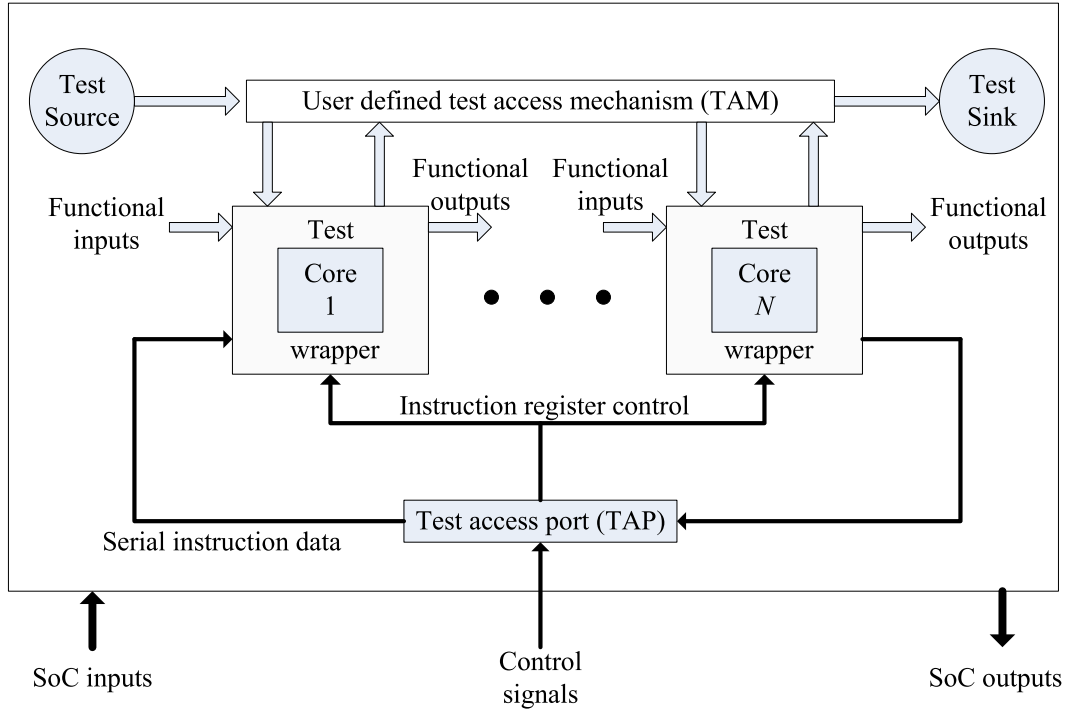 Test
Source
User defined test access mechanism (TAM)
Test
Sink
Functional
inputs
Functional
outputs
Functional
inputs
Functional
outputs
Test
Core
1
wrapper
Test
Core
N
wrapper
Instruction register control
Test access port (TAP)
Serial instruction data
SoC inputs
Control
signals
SoC outputs